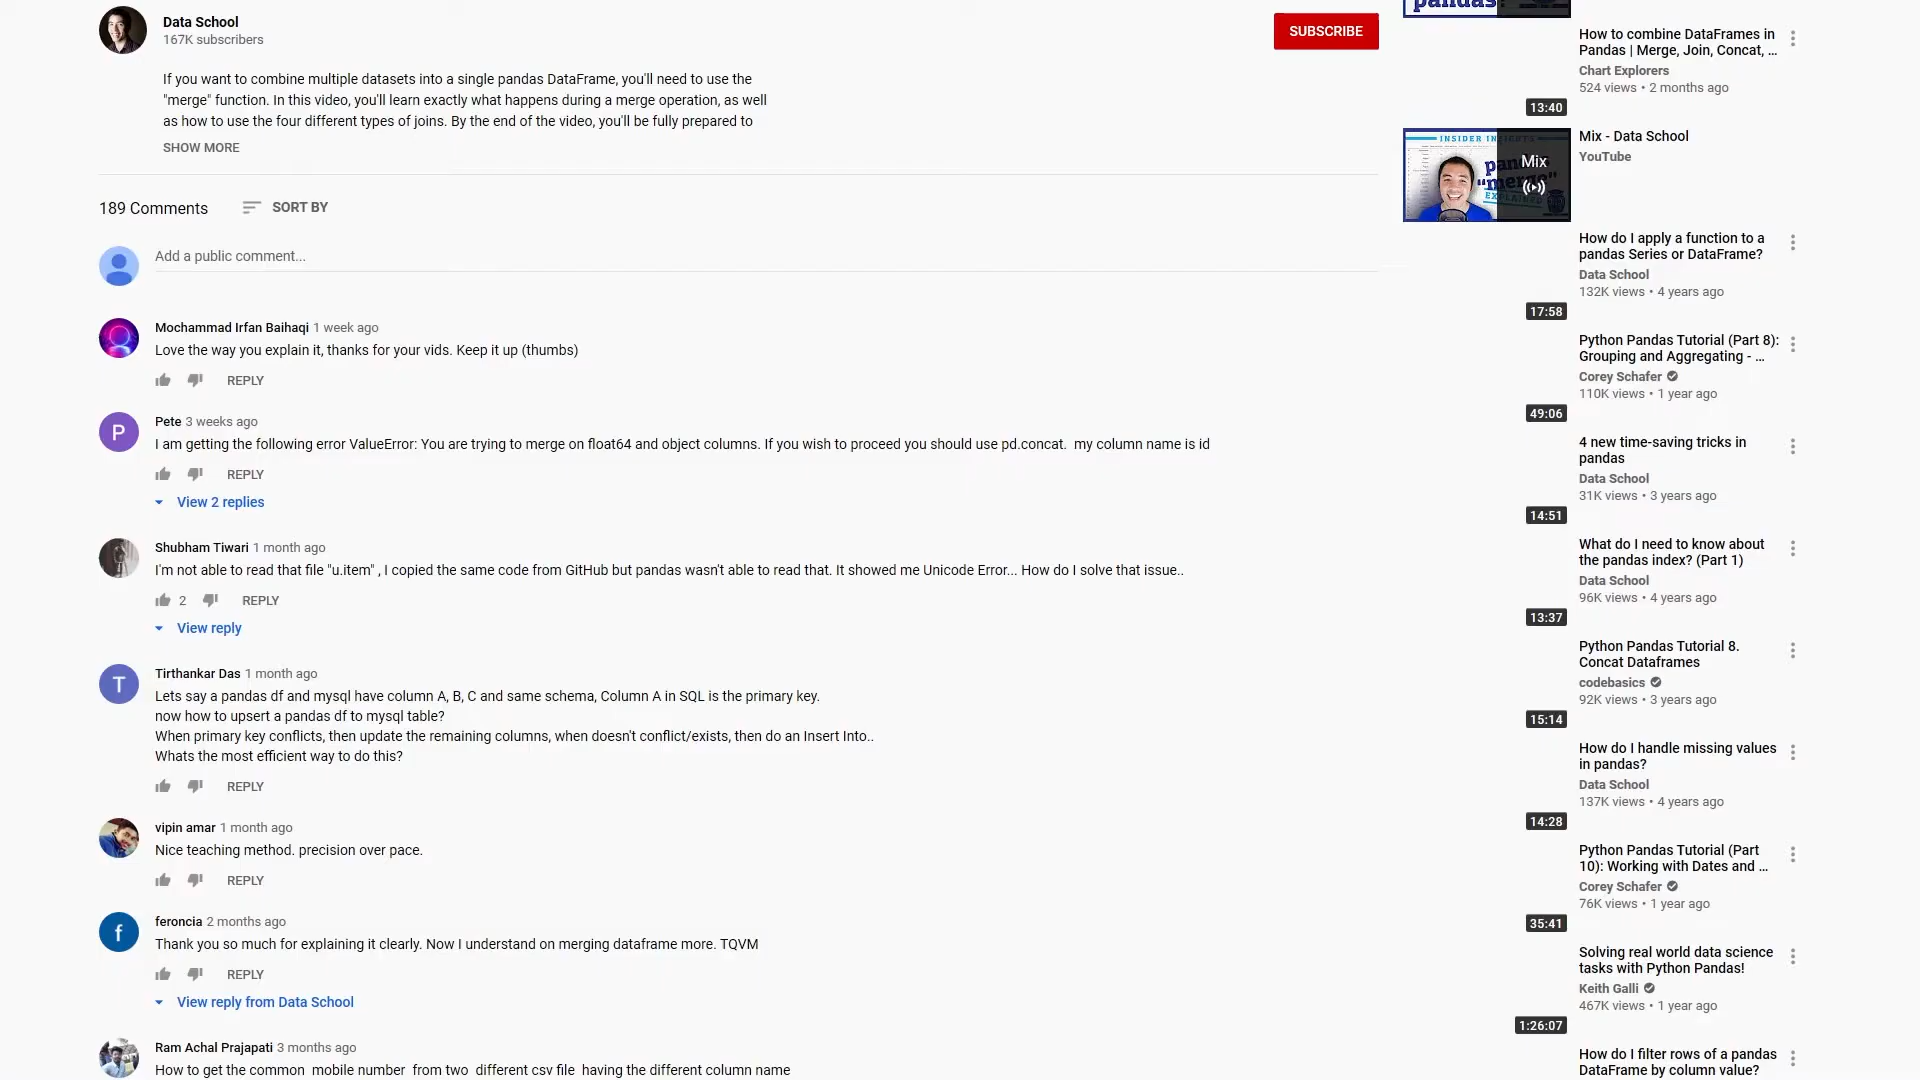 Data School
167K subscribers
SUBSCRIBE
If you want to combine multiple datasets into a single pandas DataFrame, you'll need to use the
"merge" function. In this video, you'll learn exactly what happens during a merge operation, as well
as how to use the four different types of joins. By the end of the video, you'll be fully prepared to
SHOW MORE
189 Comments
SORT BY
Add a public comment...
Mochammad Irfan Baihaqi 1 week ago
Love the way you explain it, thanks for your vids. Keep it up (thumbs)
REPLY
P
Pete 3 weeks ago
I am getting the following error ValueError: You are trying to merge on float64 and object columns. If you wish to proceed you should use pd.concat.  my column name is id
REPLY
View 2 replies
Shubham Tiwari 1 month ago
I'm not able to read that file "u.item" , I copied the same code from GitHub but pandas wasn't able to read that. It showed me Unicode Error... How do I solve that issue..
2 REPLY
View reply
T
Tirthankar Das 1 month ago
Lets say a pandas df and mysql have column A, B, C and same schema, Column A in SQL is the primary key.
now how to upsert a pandas df to mysql table?
When primary key conflicts, then update the remaining columns, when doesn't conflict/exists, then do an Insert Into..
Whats the most efficient way to do this?
REPLY
vipin amar 1 month ago
Nice teaching method. precision over pace.
REPLY
f
feroncia 2 months ago
Thank you so much for explaining it clearly. Now I understand on merging dataframe more. TQVM
REPLY
View reply from Data School
Ram Achal Prajapati 3 months ago
How to get the common  mobile number  from two  different csv file  having the different column name
pandas
13:40
How to combine DataFrames in
Pandas | Merge, Join, Concat, ...
Chart Explorers
524 views • 2 months ago
INSIDER INSIGHTS
pandas
"merge"
EXPLAINED
Mix
Mix - Data School
YouTube
17:58
How do I apply a function to a
pandas Series or DataFrame?
Data School
132K views • 4 years ago
49:06
Python Pandas Tutorial (Part 8):
Grouping and Aggregating - ...
Corey Schafer
110K views • 1 year ago
14:51
4 new time-saving tricks in
pandas
Data School
31K views • 3 years ago
13:37
What do I need to know about
the pandas index? (Part 1)
Data School
96K views • 4 years ago
15:14
Python Pandas Tutorial 8.
Concat Dataframes
codebasics
92K views • 3 years ago
14:28
How do I handle missing values
in pandas?
Data School
137K views • 4 years ago
35:41
Python Pandas Tutorial (Part
10): Working with Dates and ...
Corey Schafer
76K views • 1 year ago
1:26:07
Solving real world data science
tasks with Python Pandas!
Keith Galli
467K views • 1 year ago
How do I filter rows of a pandas
DataFrame by column value?